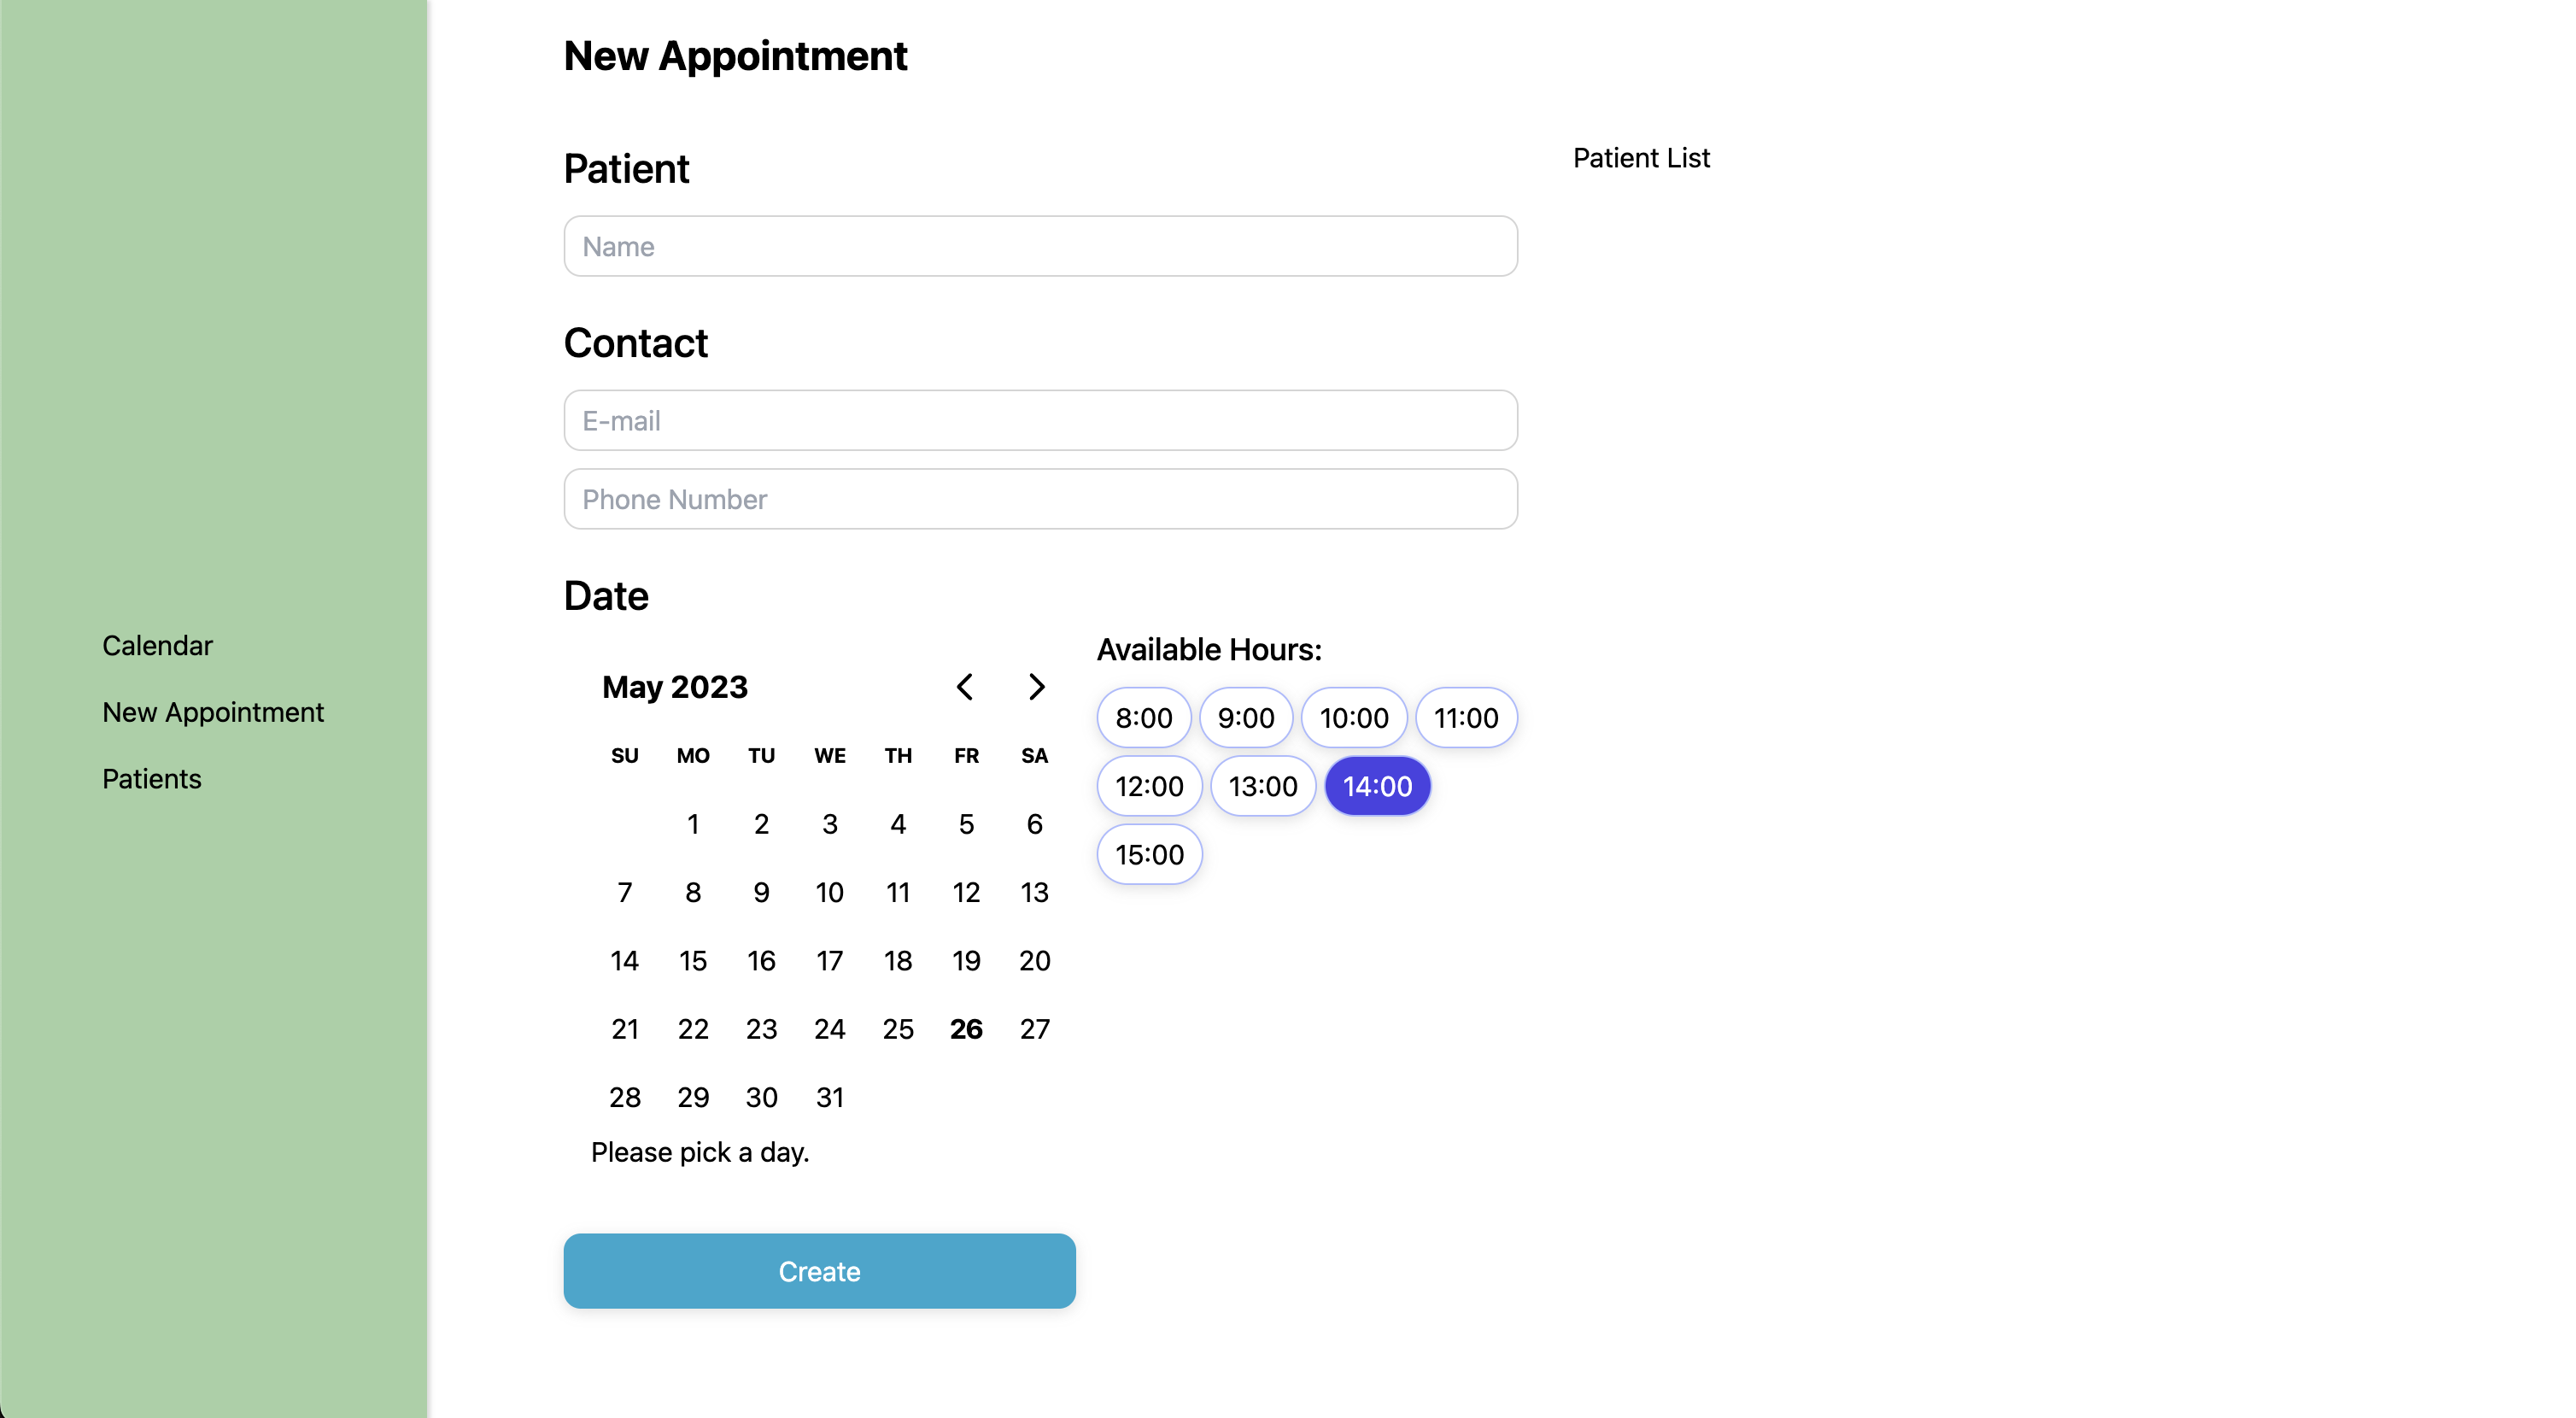 Calendar
New Appointment
Patients
New Appointment
Patient
Name
Contact
E-mail
Phone Number
Date
May 2023
SU MO TU WE TH FR SA
1 2 3 4 5 6
7 8 9 10 11 12 13
14 15 16 17 18 19 20
21 22 23 24 25 26 27
28 29 30 31
Please pick a day.
Available Hours:
8:00 9:00 10:00 11:00
12:00 13:00 14:00
15:00
Create
Patient List